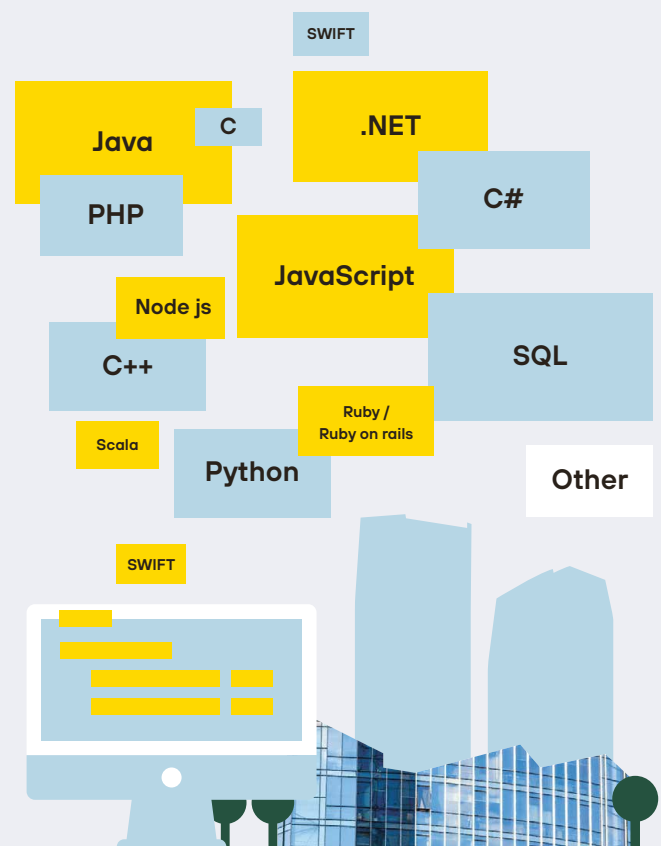 SWIFT
Java
C
.NET
PHP
C#
JavaScript
Node js
C++
SQL
Ruby /
Ruby on rails
Scala
Python
Other
SWIFT